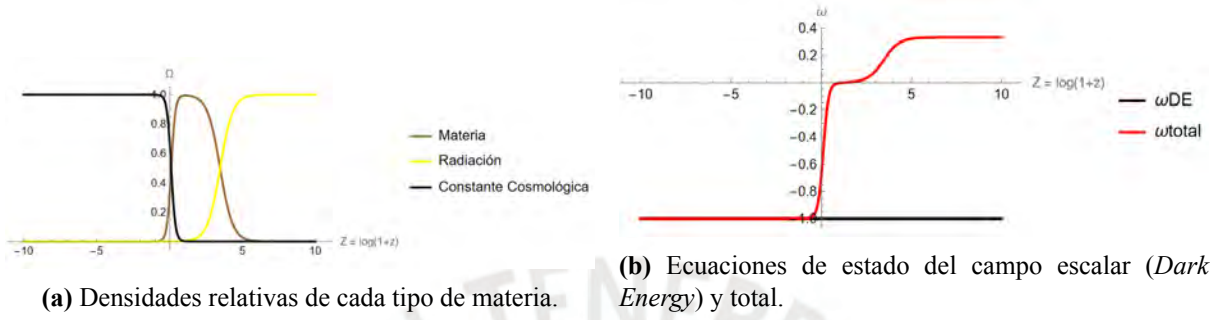 Ω
1.0
0.8
0.6
0.4
0.2
-10
-5
0
5
10
Z = log(1+z)
Materia
Radiación
Constante Cosmológica
(a) Densidades relativas de cada tipo de materia.
ω
0.4
0.2
-10
-5
0
5
10
Z = log(1+z)
-0.2
-0.4
-0.6
-0.8
-1.0
ωDE
ωtotal
(b) Ecuaciones de estado del campo escalar (Dark
Energy) y total.